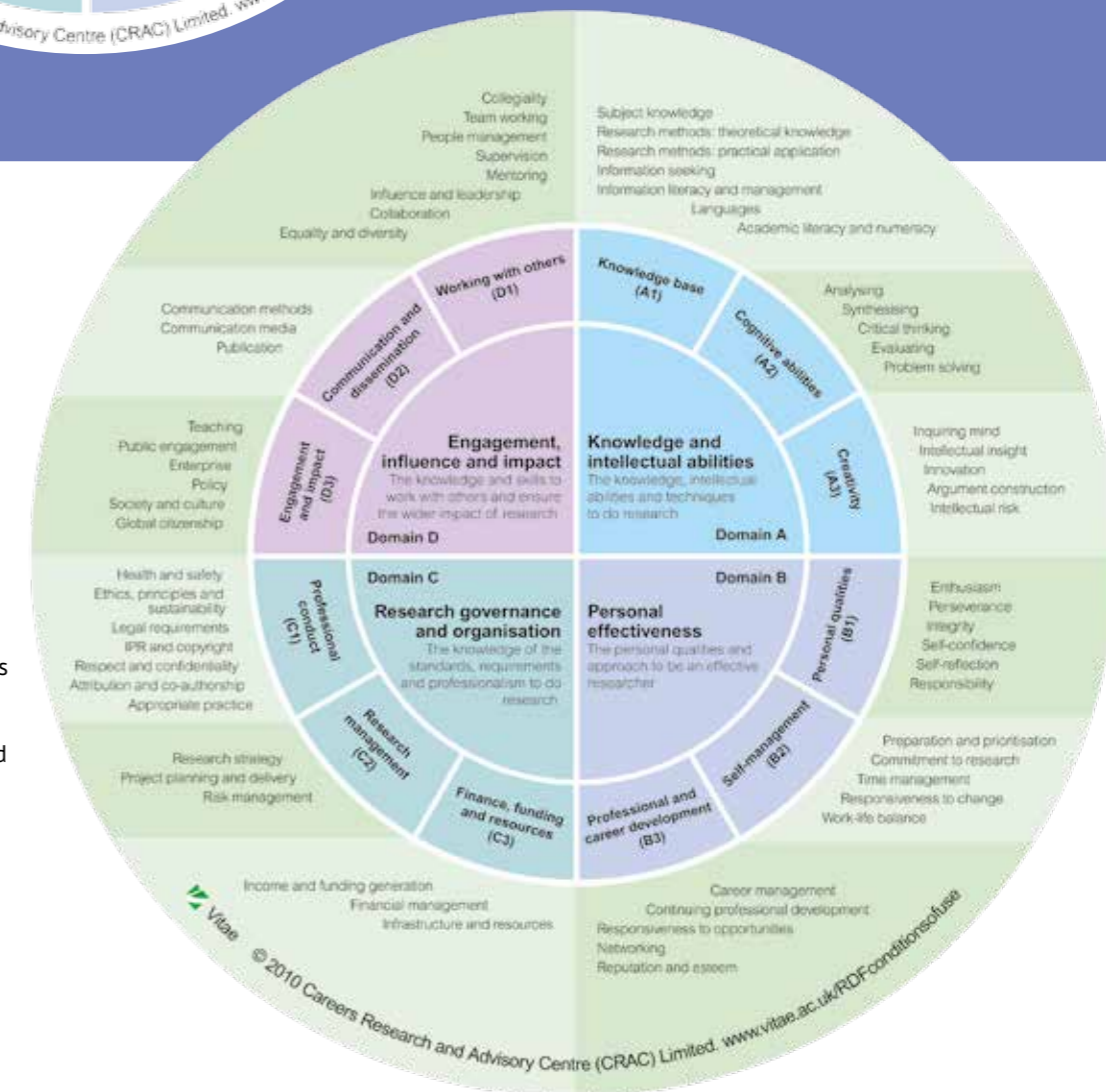 dvisory Centre (CRAC) Limited.
Collegiality
Team working
People management
Supervision
Mentoring
Influence and leadership
Collaboration
Equality and diversity
Subject knowledge
Research methods: theoretical knowledge
Research methods: practical application
Information seeking
Information literacy and management
Languages
Academic literacy and numeracy
Communication methods
Communication media
Publication
Analysing
Synthesising
Critical thinking
Evaluating
Problem solving
Teaching
Public engagement
Enterprise
Policy
Society and culture
Global citizenship
Inquiring mind
Intellectual insight
Innovation
Argument construction
Intellectual risk
Working with others
(D1)
Knowledge base
(A1)
Communication and
dissemination
(D2)
Cognitive abilities
(A2)
Engagement
and impact
(D3)
Creativity
(A3)
Engagement,
influence and impact
The knowledge and skills to
work with others and ensure
the wider impact of research
Domain D
Knowledge and
intellectual abilities
The knowledge, intellectual
abilities and techniques
to do research
Domain A
Domain C
Research governance
and organisation
The knowledge of the
standards, requirements
and professionalism to do
research
Domain B
Personal
effectiveness
The personal qualities and
approach to be an effective
researcher
Professional
conduct
(C1)
Personal qualities
(B1)
Research
management
(C2)
Self-management
(B2)
Finance, funding
and resources
(C3)
Professional and
career development
(B3)
Health and safety
Ethics, principles and
sustainability
Legal requirements
IPR and copyright
Respect and confidentiality
Attribution and co-authorship
Appropriate practice
Enthusiasm
Perseverance
Integrity
Self-confidence
Self-reflection
Responsibility
s
d
Research strategy
Project planning and delivery
Risk management
Preparation and prioritisation
Commitment to research
Time management
Responsiveness to change
Work-life balance
Income and funding generation
Financial management
Infrastructure and resources
Career management
Continuing professional development
Responsiveness to opportunities
Networking
Reputation and esteem
Vitae © 2010 Careers Research and Advisory Centre (CRAC) Limited. www.vitae.ac.uk/RDFconditionsofuse